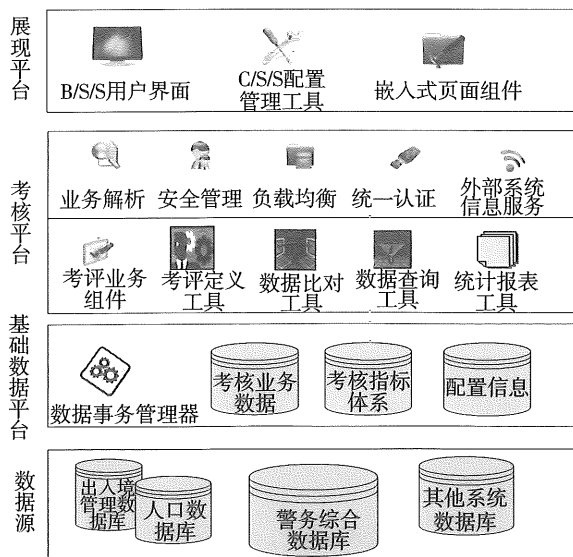 展现平台
B/S/S用户界面
C/S/S配置
管理工具
嵌入式页面组件
考核平台
业务解析
安全管理
负载均衡
统一认证
外部系统
信息服务
考评业务
组件
考评定义
工具
数据比对
工具
数据查询
工具
统计报表
工具
基础数据平台
数据事务管理器
考核业务
数据
考核指标
体系
配置信息
数据源
出入境
管理数
据库
人口数
据库
警务综合
数据库
其他系统
数据库